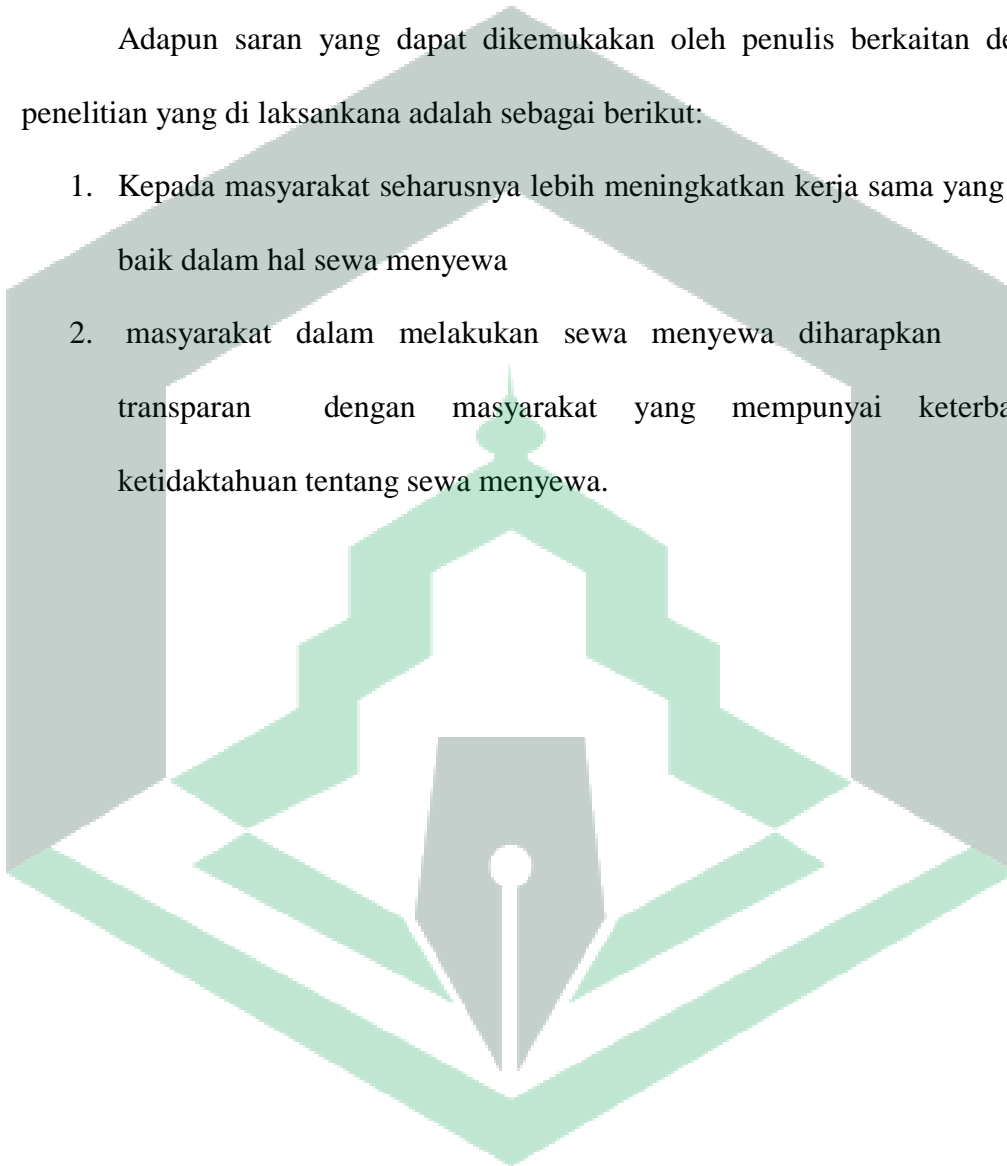 Adapun saran yang dapat dikemukakan oleh penulis berkaitan
penelitian yang di laksankana adalah sebagai berikut:
1. Kepada masyarakat seharusnya lebih meningkatkan kerja sama yang
baik dalam hal sewa menyewa
2. masyarakat dalam melakukan sewa menyewa diharapkan
transparan dengan masyarakat yang mempunyai
ketidaktahuan tentang sewa menyewa.